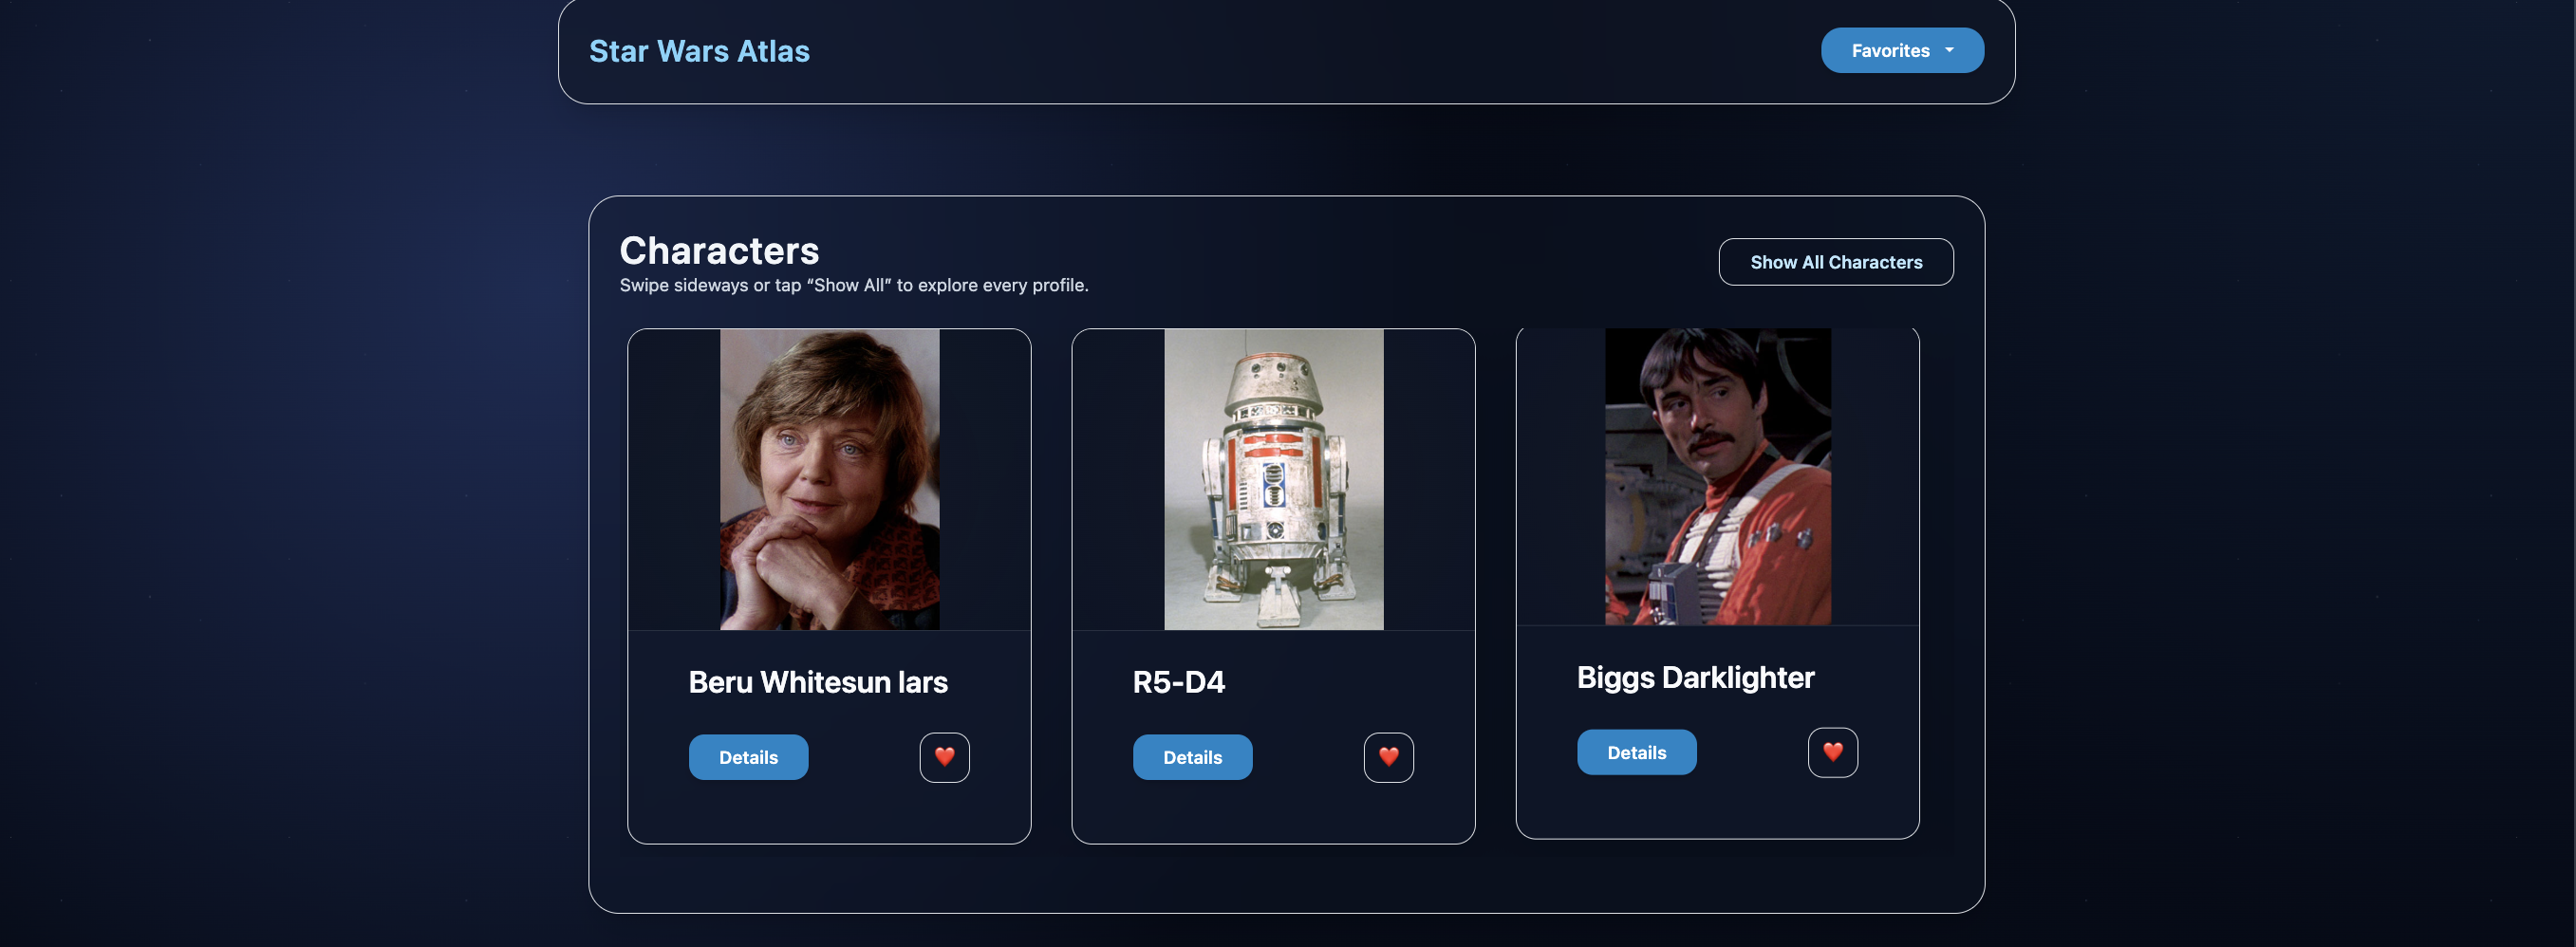 Star Wars Atlas
Favorites
Characters
Swipe sideways or tap “Show All” to explore every profile.
Show All Characters
Beru Whitesun lars
Details
R5-D4
Details
Biggs Darklighter
Details